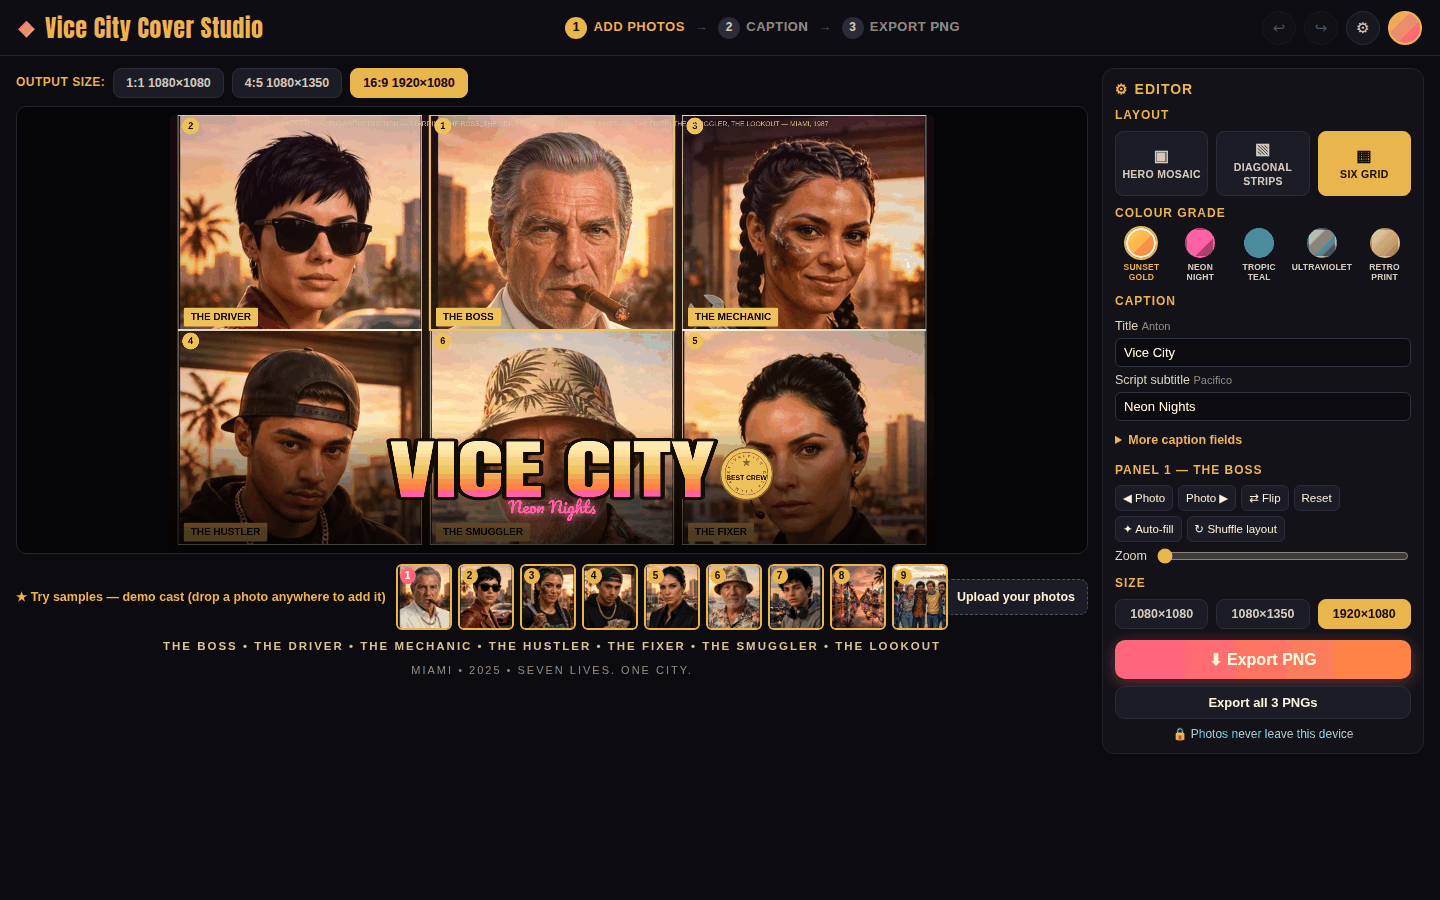 ◆ Vice City Cover Studio
1 ADD PHOTOS → 2 CAPTION → 3 EXPORT PNG
OUTPUT SIZE: 1:1 1080×1080 4:5 1080×1350 16:9 1920×1080
2 1 3
GGLER, THE LOOKOUT — MIAMI, 1987
THE DRIVER THE BOSS THE MECHANIC
4 6 5
VICE CITY
BEST CREW
Neon Nights
THE HUSTLER THE SMUGGLER THE FIXER
★ Try samples — demo cast (drop a photo anywhere to add it)
1 2 3 4 5 6 7 8 9
Upload your photos
THE BOSS • THE DRIVER • THE MECHANIC • THE HUSTLER • THE FIXER • THE SMUGGLER • THE LOOKOUT
MIAMI • 2025 • SEVEN LIVES. ONE CITY.
⚙ EDITOR
LAYOUT
HERO MOSAIC
DIAGONAL STRIPS
SIX GRID
COLOUR GRADE
SUNSET GOLD
NEON NIGHT
TROPIC TEAL
ULTRAVIOLET
RETRO PRINT
CAPTION
Title Anton
Vice City
Script subtitle Pacifico
Neon Nights
▶ More caption fields
PANEL 1 — THE BOSS
◀ Photo Photo ▶ ⇄ Flip Reset
✦ Auto-fill ↻ Shuffle layout
Zoom
SIZE
1080×1080 1080×1350 1920×1080
⬇ Export PNG
Export all 3 PNGs
🔒 Photos never leave this device